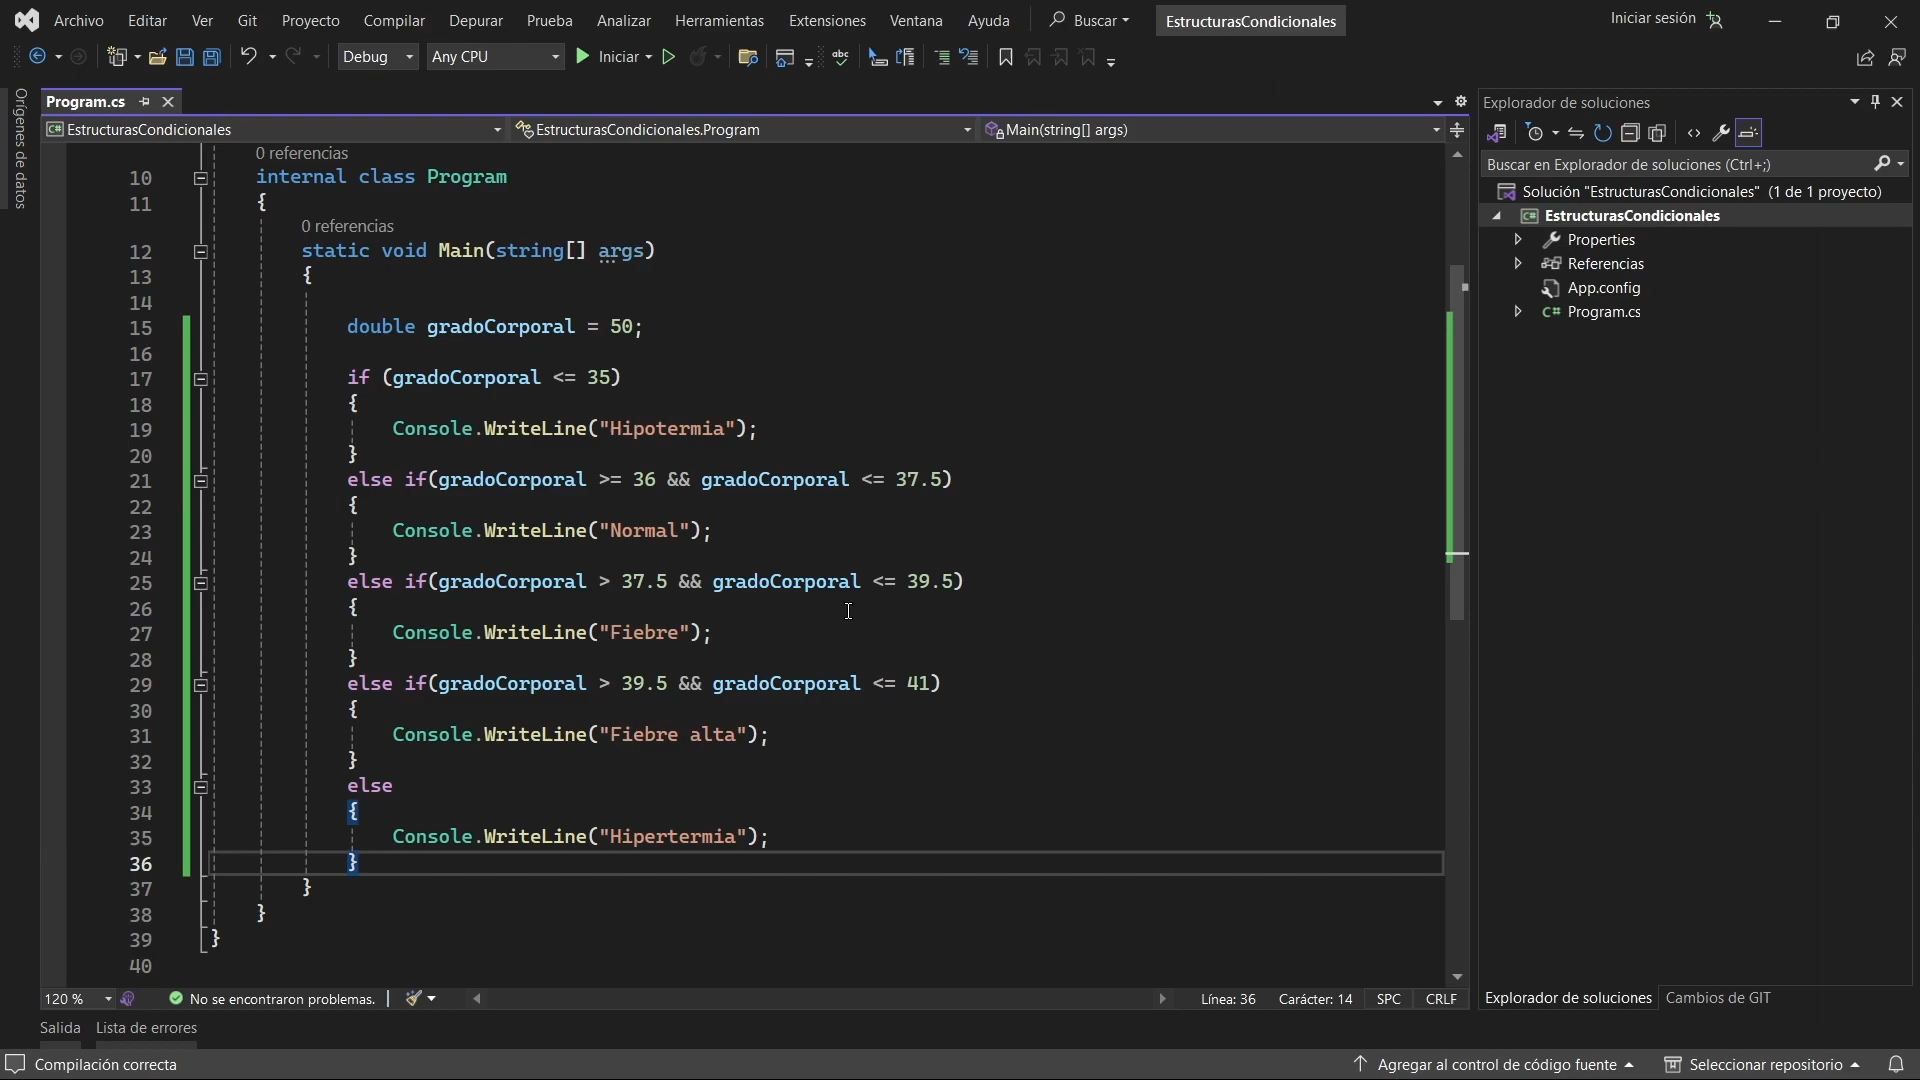 Archivo Editar Ver Git Proyecto Compilar Depurar Prueba Analizar Herramientas Extensiones Ventana Ayuda Buscar EstructurasCondicionales Iniciar sesión
Debug Any CPU Iniciar abc
Orígenes de datos
Program.cs
EstructurasCondicionales EstructurasCondicionales.Program Main(string[] args)
0 referencias
10 internal class Program
11 {
0 referencias
12 static void Main(string[] args)
13 {
14
15 double gradoCorporal = 50;
16
17 if (gradoCorporal <= 35)
18 {
19 Console.WriteLine("Hipotermia");
20 }
21 else if(gradoCorporal >= 36 && gradoCorporal <= 37.5)
22 {
23 Console.WriteLine("Normal");
24 }
25 else if(gradoCorporal > 37.5 && gradoCorporal <= 39.5)
26 {
27 Console.WriteLine("Fiebre");
28 }
29 else if(gradoCorporal > 39.5 && gradoCorporal <= 41)
30 {
31 Console.WriteLine("Fiebre alta");
32 }
33 else
34 {
35 Console.WriteLine("Hipertermia");
36 }
37 }
38 }
39 }
40
120 % No se encontraron problemas. Línea: 36 Carácter: 14 SPC CRLF
Salida Lista de errores
Explorador de soluciones
Buscar en Explorador de soluciones (Ctrl+;)
Solución "EstructurasCondicionales" (1 de 1 proyecto)
C# EstructurasCondicionales
Properties
Referencias
App.config
C# Program.cs
Explorador de soluciones Cambios de GIT
Compilación correcta Agregar al control de código fuente Seleccionar repositorio